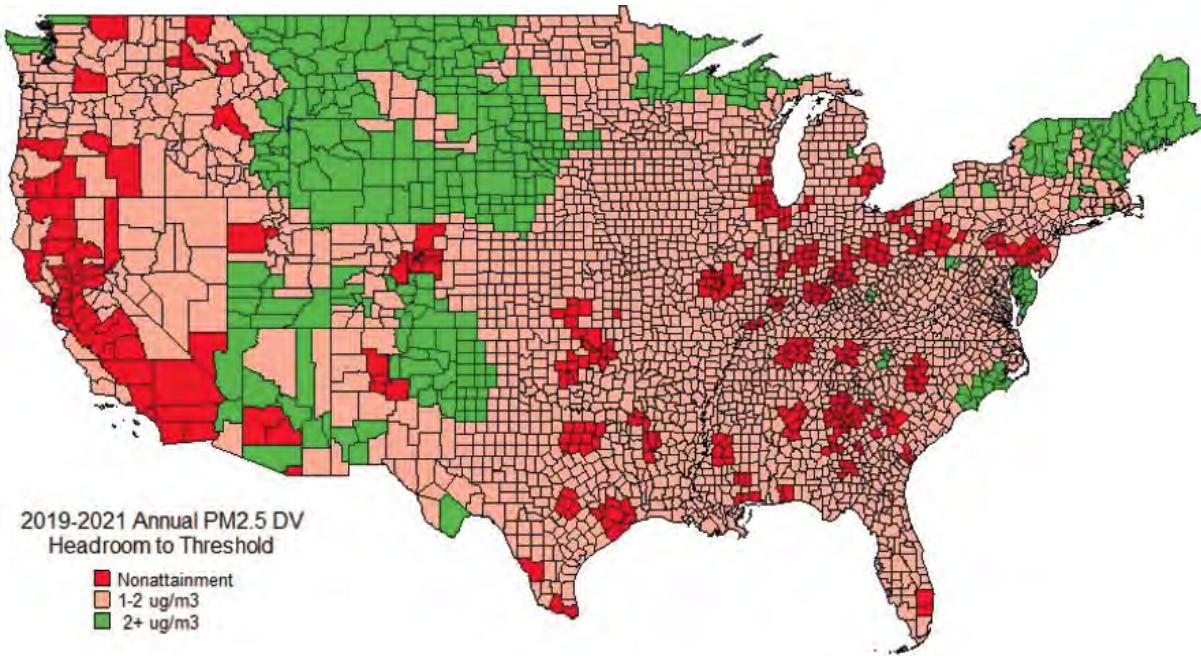 2019-2021 Annual PM2.5 DV
Headroom to Threshold
Nonattainment
1-2 ug/m3
2+ ug/m3